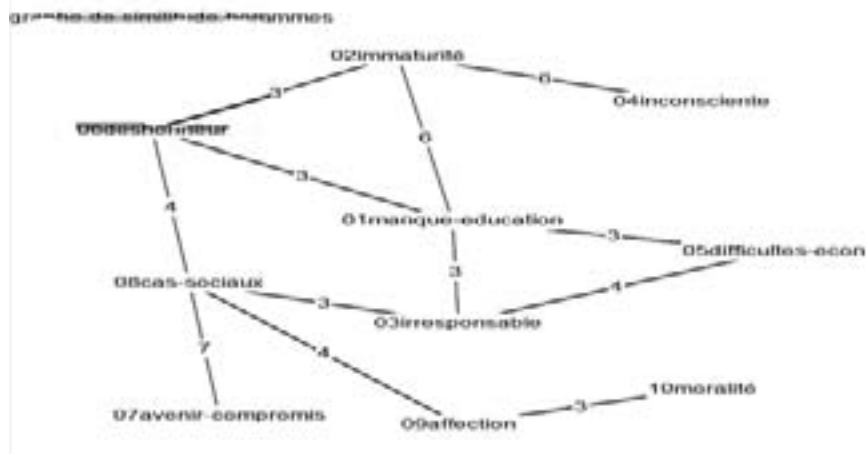 02immaturité
3
6
04inconsciente
6
3
4
01manque-education
3
05difficultes-econ
3
08cas-sociaux
3
4
03irresponsable
4
7
10moralité
3
07avenir-compromis
09affection